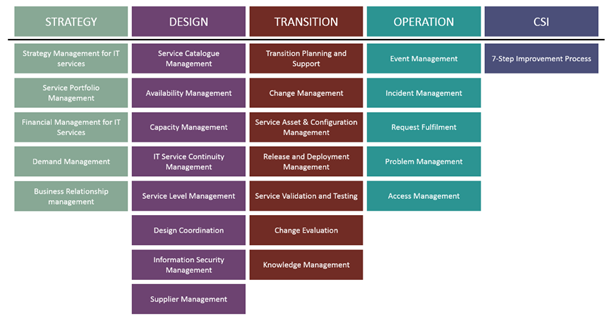 STRATEGY
DESIGN
TRANSITION
OPERATION
CSI
Strategy Management for IT
services
Service Catalogue
Management
Transition Planning and
Support
Event Management
7-Step Improvement Process
Service Portfolio
Management
Availability Management
Change Management
Incident Management
Financial Management for IT
Services
Capacity Management
Service Asset & Configuration
Management
Request Fulfilment
Demand Management
IT Service Continuity
Management
Release and Deployment
Management
Problem Management
Business Relationship
management
Service Level Management
Service Validation and Testing
Access Management
Design Coordination
Change Evaluation
Information Security
Management
Knowledge Management
Supplier Management